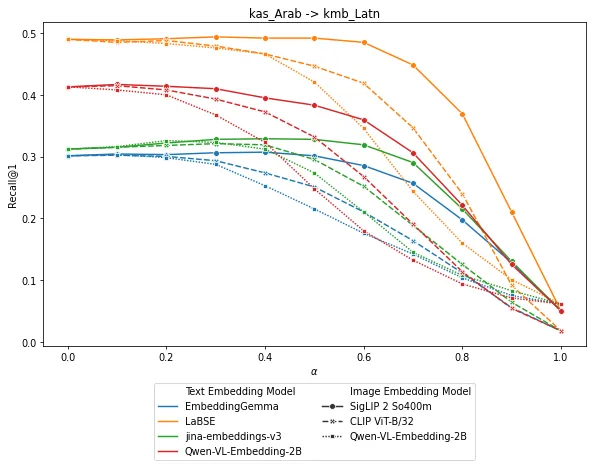 kas_Arab -> kmb_Latn
Recall@1
0.5
0.4
0.3
0.2
0.1
0.0
0.0 0.2 0.4 0.6 0.8 1.0
α
Text Embedding Model Image Embedding Model
EmbeddingGemma SigLIP 2 So400m
LaBSE CLIP ViT-B/32
jina-embeddings-v3 Qwen-VL-Embedding-2B
Qwen-VL-Embedding-2B